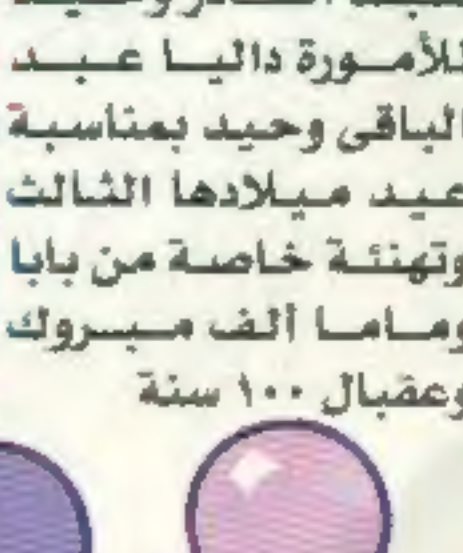 للأمورة داليا عبد
الباقى وحيد بمناسبة
عيد ميلادها الثالث
وتهنئة خاصة من بابا
وماما ألف مبروك
وعقبال ١٠٠ سنة